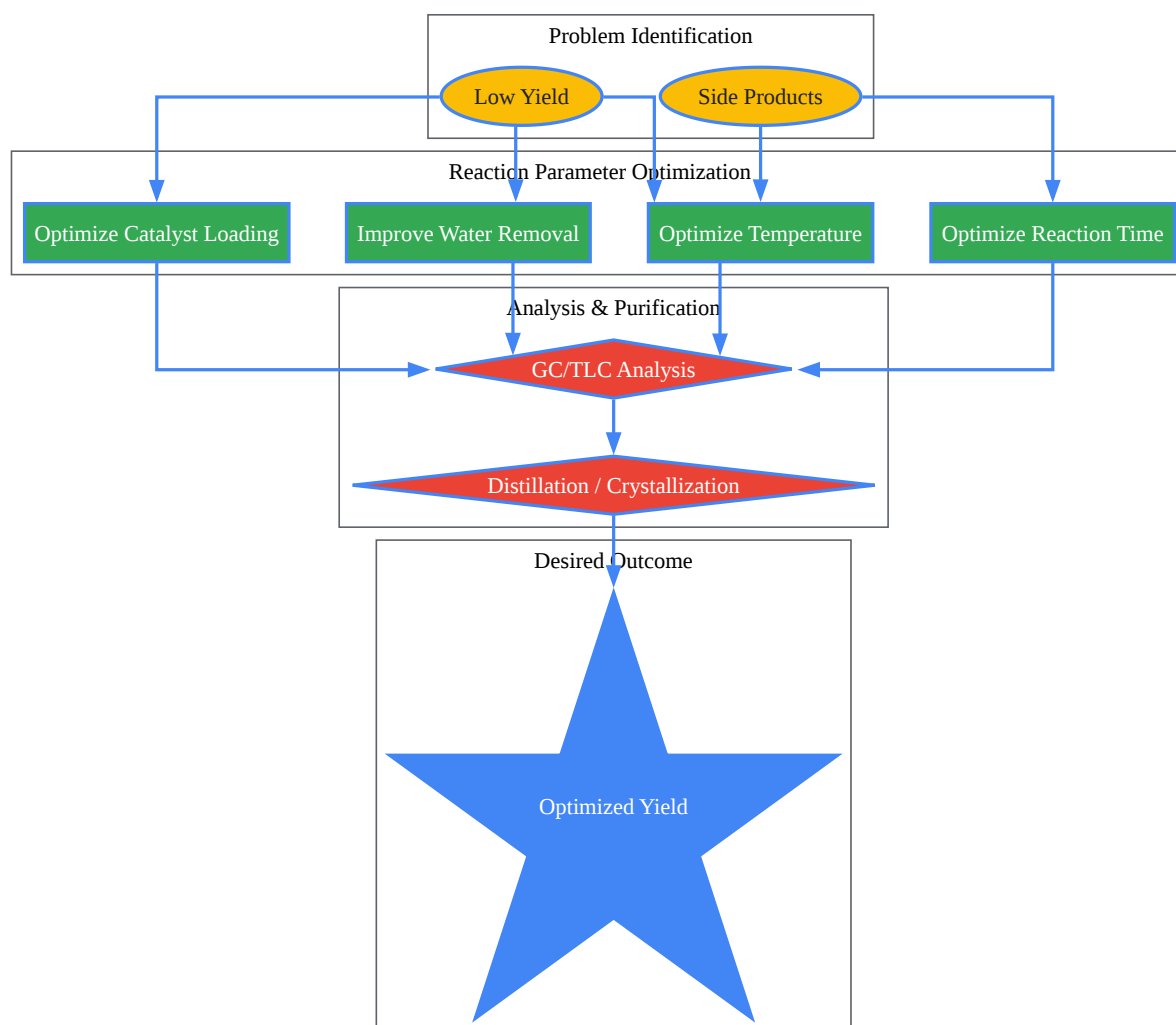 Problem Identification
Low Yield
Side Products
Reaction Parameter Optimization
Optimize Catalyst Loading
Improve Water Removal
Optimize Temperature
Optimize Reaction Time
Analysis & Purification
GC/TLC Analysis
Distillation / Crystallization
Desired Outcome
Optimized Yield